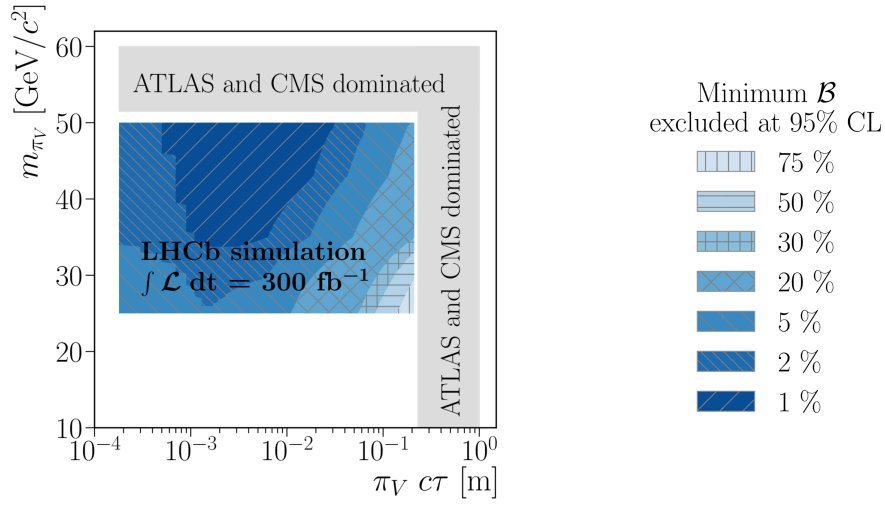 m_{π_V} [GeV/c²]
60
50
40
30
20
10
ATLAS and CMS dominated
ATLAS and CMS dominated
LHCb simulation
∫ 𝓛 dt = 300 fb⁻¹
10⁻⁴
10⁻³
10⁻²
10⁻¹
10⁰
π_V cτ [m]
Minimum 𝓑
excluded at 95% CL
75 %
50 %
30 %
20 %
5 %
2 %
1 %